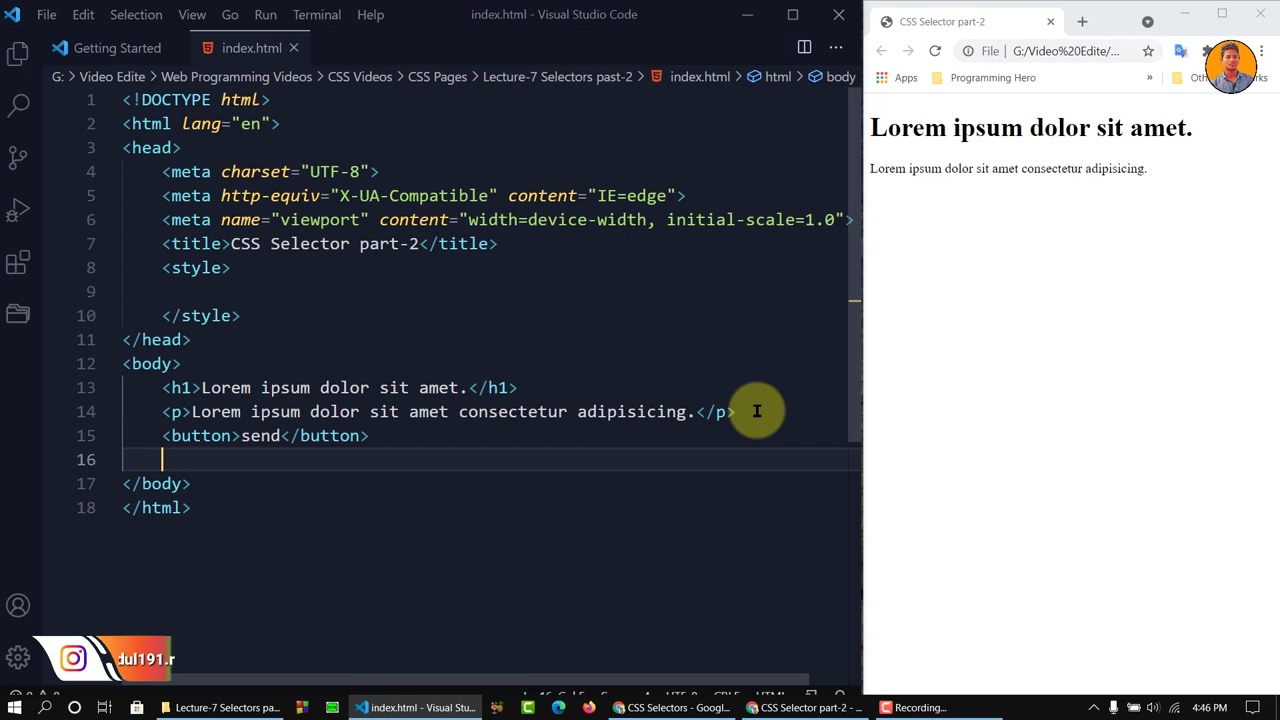 File Edit Selection View Go Run Terminal Help index.html - Visual Studio Code
Getting Started index.html
G: > Video Edite > Web Programming Videos > CSS Videos > CSS Pages > Lecture-7 Selectors past-2 > index.html > html > body
1 <!DOCTYPE html>
2 <html lang="en">
3 <head>
4 <meta charset="UTF-8">
5 <meta http-equiv="X-UA-Compatible" content="IE=edge">
6 <meta name="viewport" content="width=device-width, initial-scale=1.0">
7 <title>CSS Selector part-2</title>
8 <style>
9
10 </style>
11 </head>
12 <body>
13 <h1>Lorem ipsum dolor sit amet.</h1>
14 <p>Lorem ipsum dolor sit amet consectetur adipisicing.</p>
15 <button>send</button>
16
17 </body>
18 </html>
dul191.r
CSS Selector part-2
File G:/Video%20Edite/...
Apps Programming Hero »
Lorem ipsum dolor sit amet.
Lorem ipsum dolor sit amet consectetur adipisicing.
Lecture-7 Selectors pa... index.html - Visual Stu... CSS Selectors - Googl... CSS Selector part-2 - ... Recording... 4:46 PM